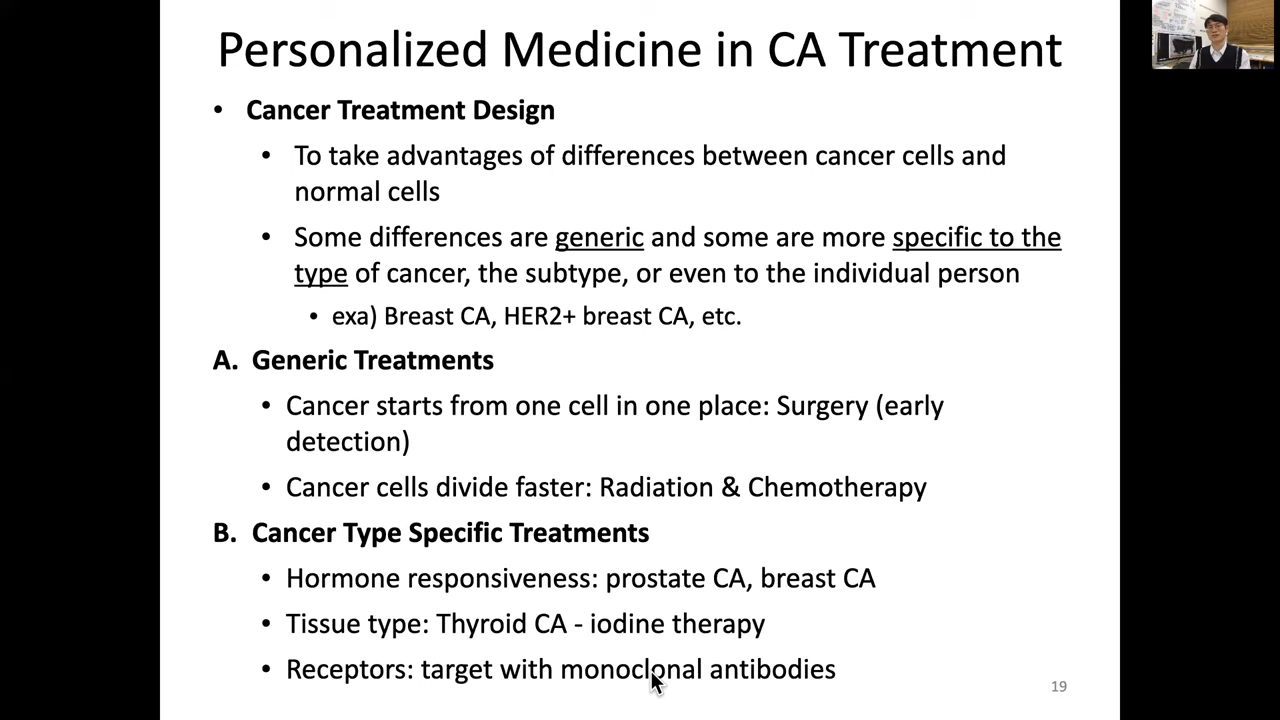 Personalized Medicine in CA Treatment
• Cancer Treatment Design
• To take advantages of differences between cancer cells and
normal cells
• Some differences are generic and some are more specific to the
type of cancer, the subtype, or even to the individual person
• exa) Breast CA, HER2+ breast CA, etc.
A. Generic Treatments
• Cancer starts from one cell in one place: Surgery (early
detection)
• Cancer cells divide faster: Radiation & Chemotherapy
B. Cancer Type Specific Treatments
• Hormone responsiveness: prostate CA, breast CA
• Tissue type: Thyroid CA - iodine therapy
• Receptors: target with monoclonal antibodies
19